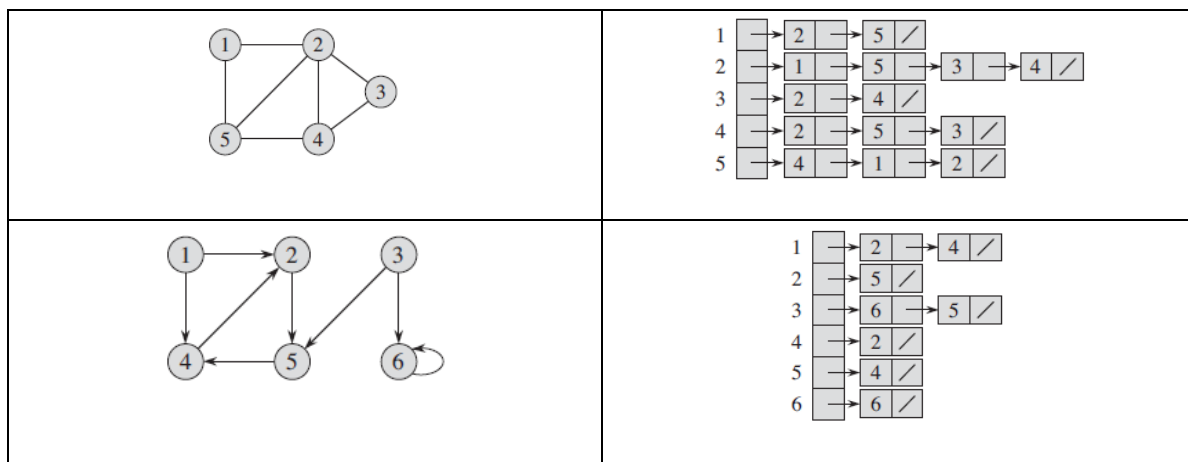 1 2
3
5 4
1 2 5 /
2 1 5 3 4 /
3 2 4 /
4 2 5 3 /
5 4 1 2 /
1 2 3
4 5 6
1 2 4 /
2 5 /
3 6 5 /
4 2 /
5 4 /
6 6 /